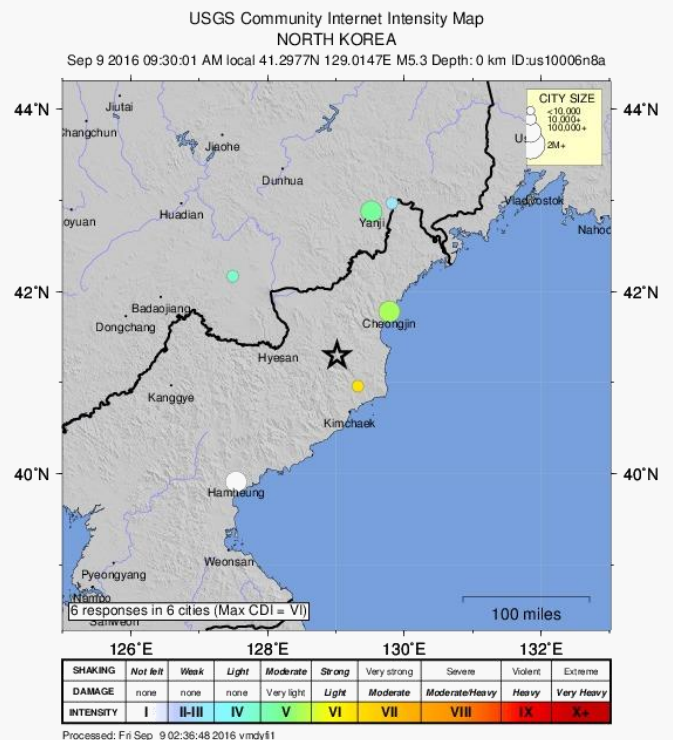 USGS Community Internet Intensity Map
NORTH KOREA
Sep 9 2016 09:30:01 AM local 41.2977N 129.0147E M5.3 Depth: 0 km ID:us10006n8a
CITY SIZE
<10,000
10,000+
100,000+
2M+
44˚N
44˚N
Jiutai
Changchun
Jiaohe
Us
Dunhua
Vladivostok
oyuan
Huadian
Yanji
Nahod
42˚N
42˚N
Badaojiang
Dongchang
Cheongjin
Hyesan
Kanggye
Kimchaek
40˚N
40˚N
Hamheung
Weonsan
Pyeongyang
Nampo
Sariweon
6 responses in 6 cities (Max CDI = VI)
100 miles
126˚E 128˚E 130˚E 132˚E
SHAKING Not felt Weak Light Moderate Strong Very strong Severe Violent Extreme
DAMAGE none none none Very light Light Moderate Moderate/Heavy Heavy Very Heavy
INTENSITY I II-III IV V VI VII VIII IX X+
Processed: Fri Sep 9 02:36:48 2016 vmdyfi1